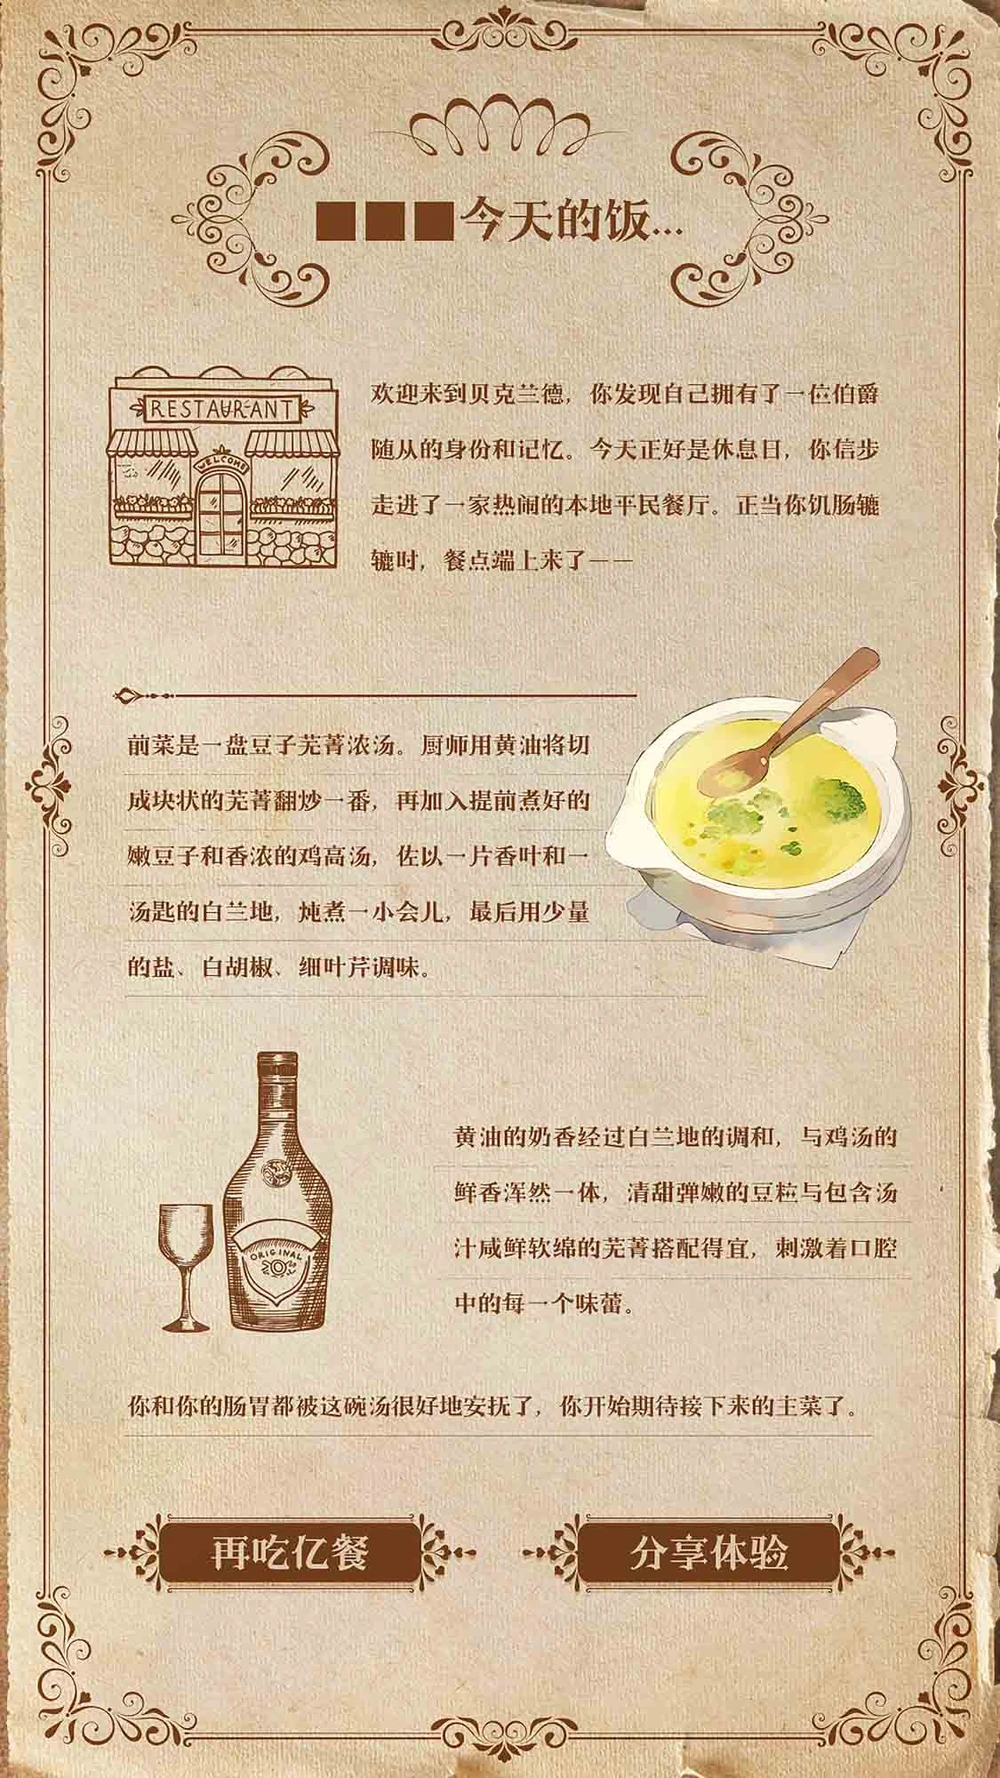 ■■■今天的饭...
RESTAURANT
WELCOME
欢迎来到贝克兰德，你发现自己拥有了一位伯爵
随从的身份和记忆。今天正好是休息日，你信步
走进了一家热闹的本地平民餐厅。正当你饥肠辘
辘时，餐点端上来了——
前菜是一盘豆子芜菁浓汤。厨师用黄油将切
成块状的芜菁翻炒一番，再加入提前煮好的
嫩豆子和香浓的鸡高汤，佐以一片香叶和一
汤匙的白兰地，炖煮一小会儿，最后用少量
的盐、白胡椒、细叶芹调味。
ORIGINAL
黄油的奶香经过白兰地的调和，与鸡汤的
鲜香浑然一体，清甜弹嫩的豆粒与包含汤
汁咸鲜软绵的芜菁搭配得宜，刺激着口腔
中的每一个味蕾。
你和你的肠胃都被这碗汤很好地安抚了，你开始期待接下来的主菜了。
再吃亿餐
分享体验